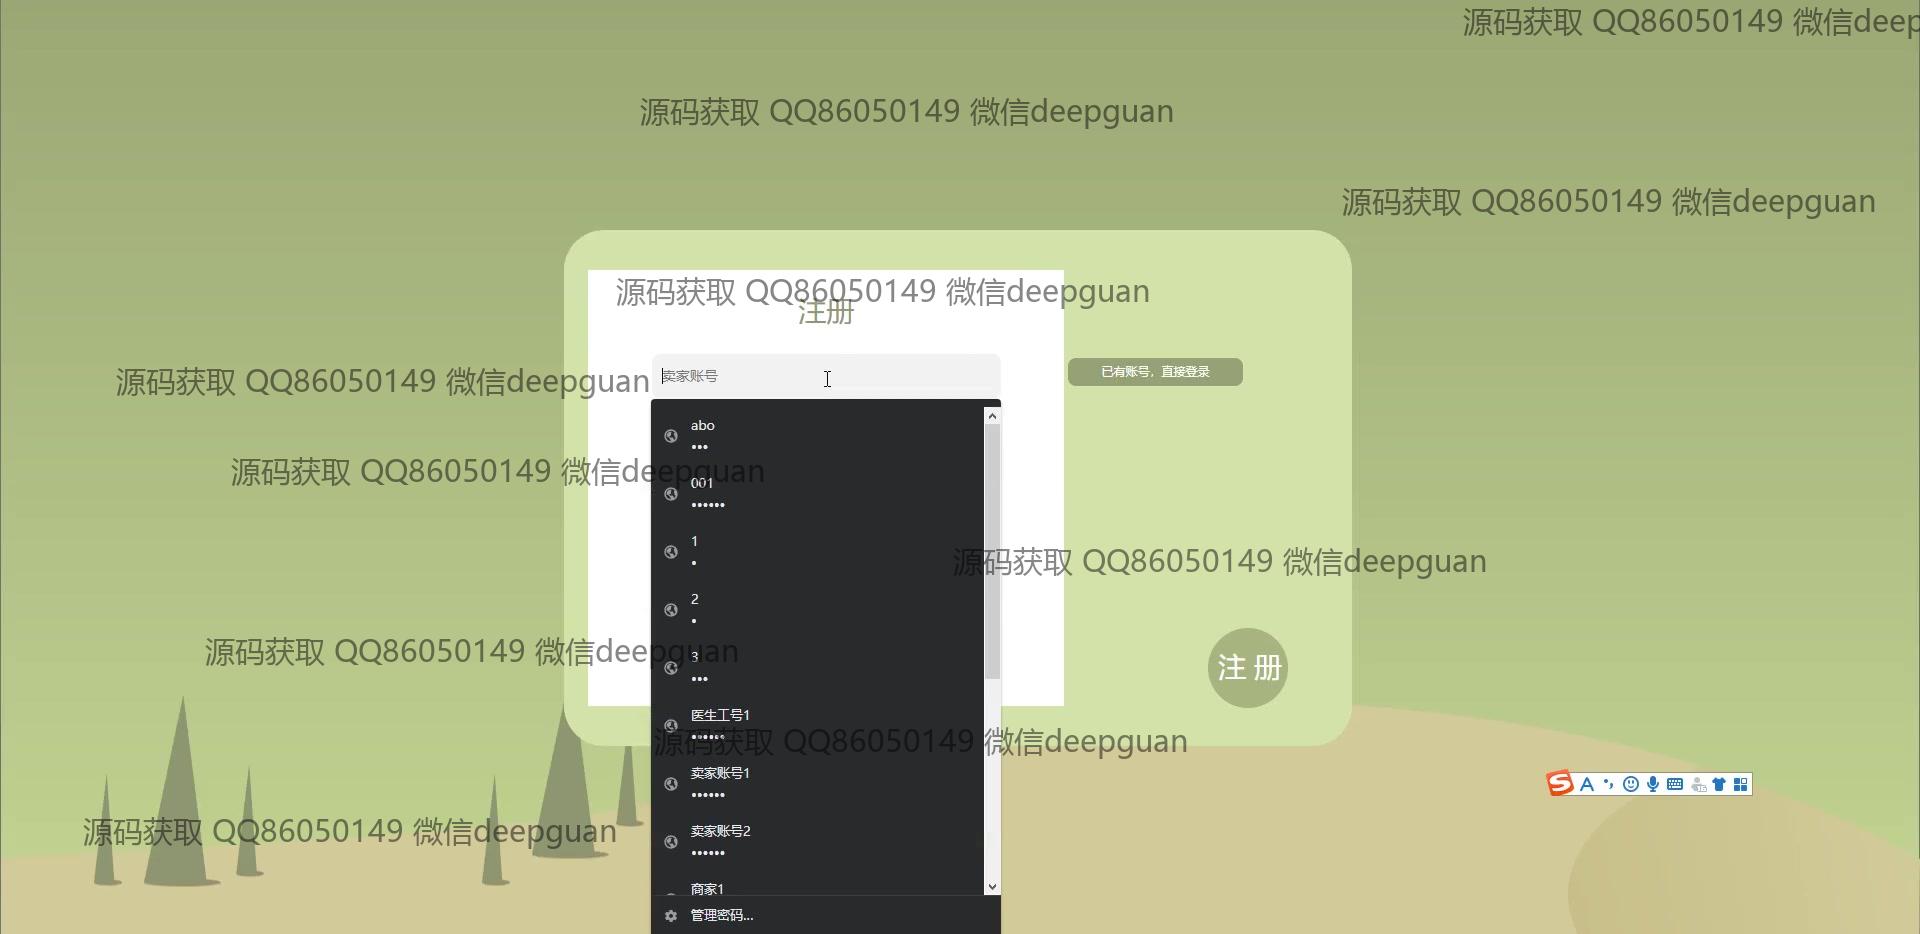 源码获取 QQ86050149 微信deep
源码获取 QQ86050149 微信deepguan
源码获取 QQ86050149 微信deepguan
源码获取 QQ86050149 微信deepguan
注册
卖家账号
已有账号，直接登录
源码获取 QQ86050149 微信deepguan
abo
•••
源码获取 QQ86050149 微信deepguan
001
••••••
1
•
源码获取 QQ86050149 微信deepguan
2
•
源码获取 QQ86050149 微信deepguan
3
•••
注 册
医生工号1
••••••
源码获取 QQ86050149 微信deepguan
卖家账号1
••••••
卖家账号2
••••••
源码获取 QQ86050149 微信deepguan
商家1
管理密码...